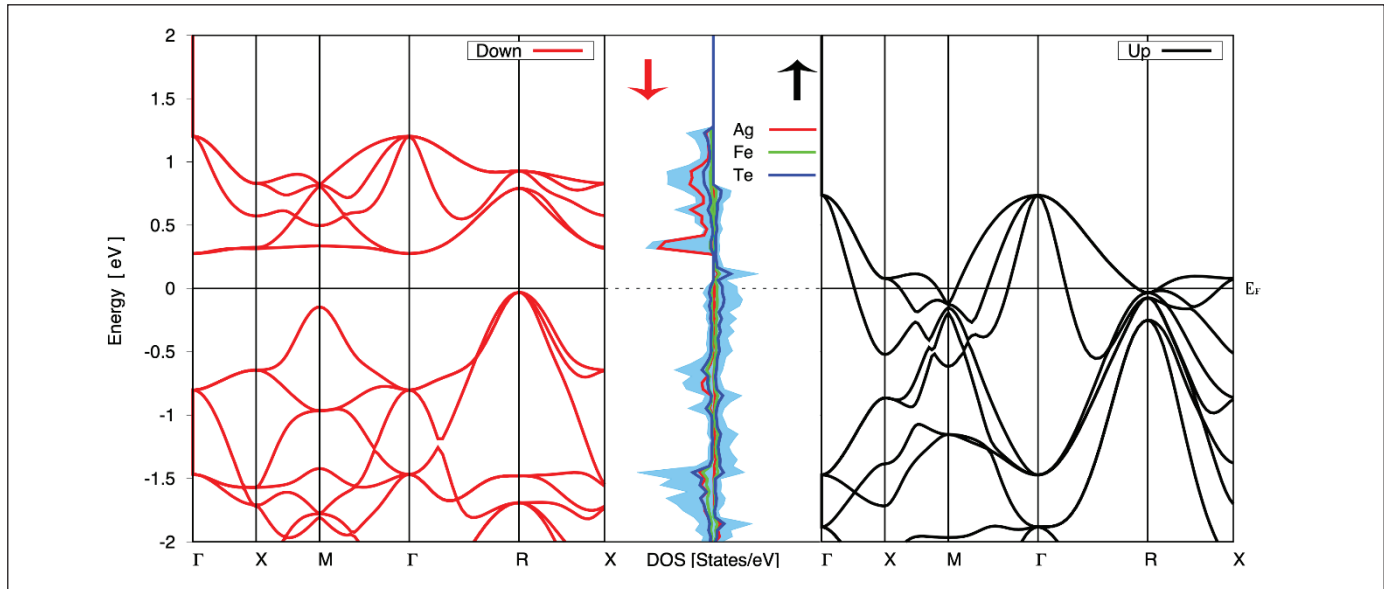 2
1.5
1
0.5
0
-0.5
-1
-1.5
-2
Energy [ eV]
Down
Γ X M Γ R X
Ag
Fe
Te
DOS [States/eV]
Up
E_F
Γ X M Γ R X